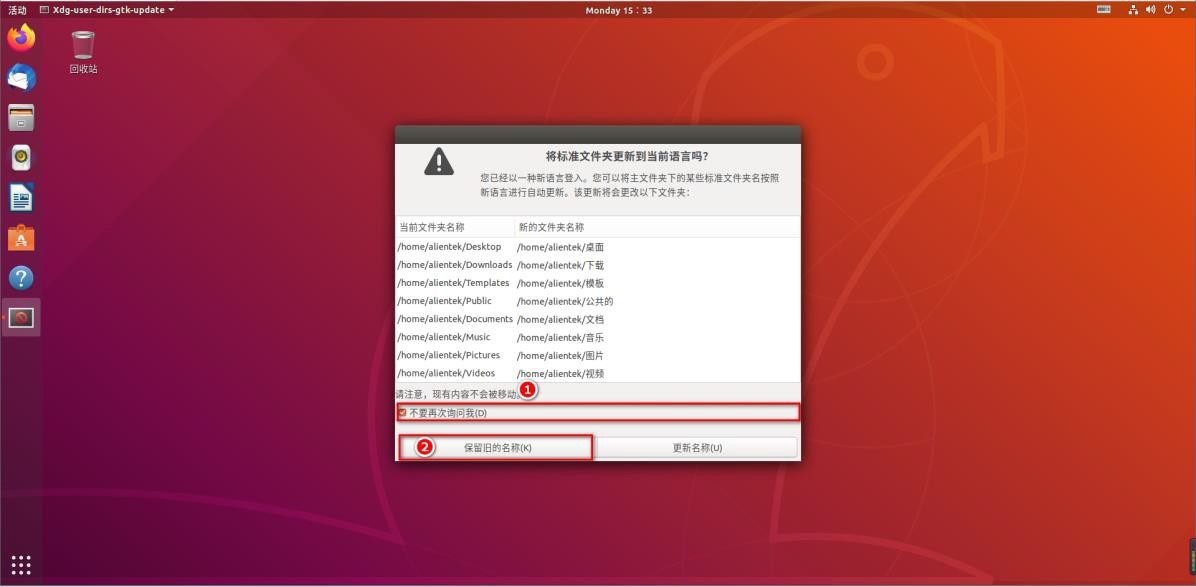 活动 Xdg-user-dirs-gtk-update Monday 15：33
回收站
将标准文件夹更新到当前语言吗?
您已经以一种新语言登入。您可以将主文件夹下的某些标准文件夹名按照
新语言进行自动更新。该更新将会更改以下文件夹:
当前文件夹名称 新的文件夹名称
/home/alientek/Desktop /home/alientek/桌面
/home/alientek/Downloads /home/alientek/下载
/home/alientek/Templates /home/alientek/模板
/home/alientek/Public /home/alientek/公共的
/home/alientek/Documents /home/alientek/文档
/home/alientek/Music /home/alientek/音乐
/home/alientek/Pictures /home/alientek/图片
/home/alientek/Videos /home/alientek/视频
请注意，现有内容不会被移动。 1
不要再次询问我(D)
2 保留旧的名称(K) 更新名称(U)